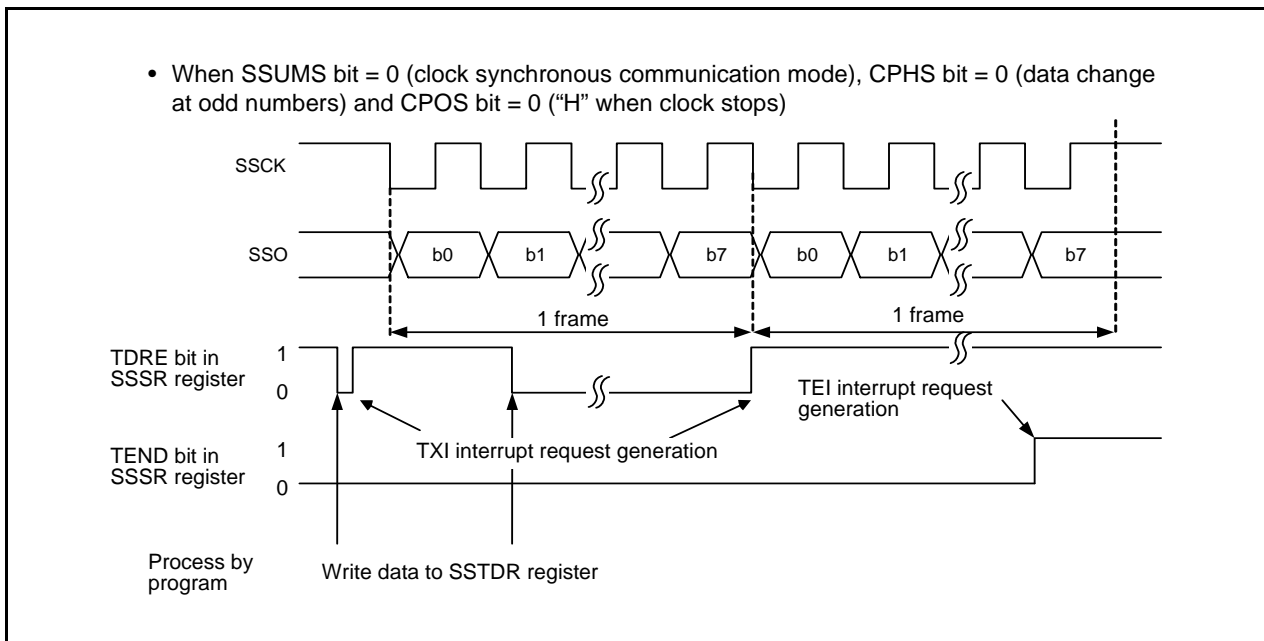 • When SSUMS bit = 0 (clock synchronous communication mode), CPHS bit = 0 (data change
at odd numbers) and CPOS bit = 0 (“H” when clock stops)
SSCK
SSO
b0
b1
b7
b0
b1
b7
1 frame
1 frame
TDRE bit in
SSSR register
1
0
TEI interrupt request
generation
TXI interrupt request generation
TEND bit in
SSSR register
1
0
Process by
program
Write data to SSTDR register